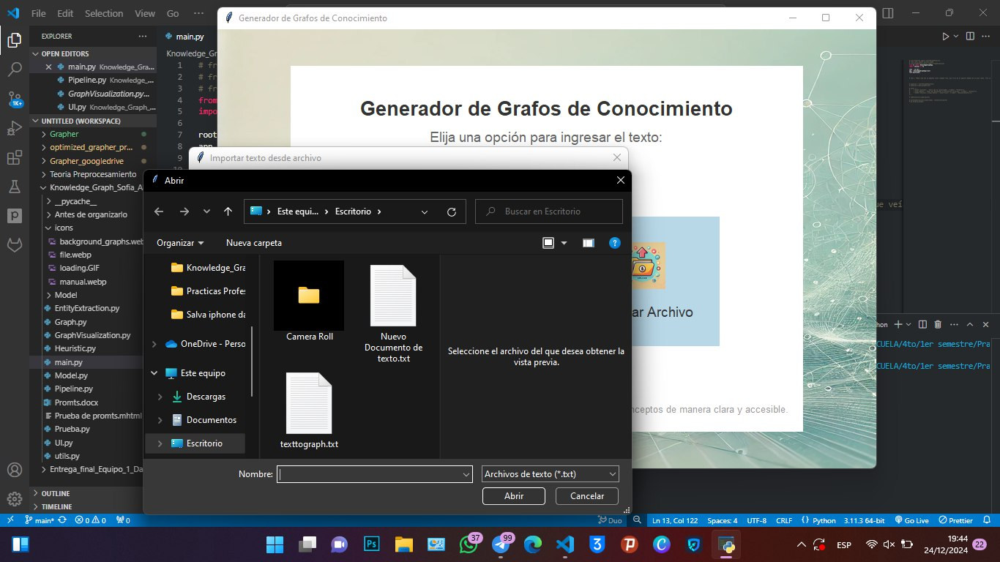 File Edit Selection View Go ···
Generador de Grafos de Conocimiento
EXPLORER ···
main.py
OPEN EDITORS
main.py Knowledge_Gra...
Pipeline.py Knowledge_...
GraphVisualization.py...
UI.py Knowledge_Graph_...
UNTITLED (WORKSPACE)
Grapher
optimized_grapher_pr...
Grapher_googledrive
Teoria Preprocesamiento
Knowledge_Graph_Sofia_A
__pycache__
Antes de organizarlo
icons
background_graphs.web
file.webp
loading.GIF
manual.webp
Model
EntityExtraction.py
Graph.py
GraphVisualization.py
Heuristic.py
main.py
Model.py
Pipeline.py
Promts.docx
Prueba de promts.mhtml
Prueba.py
UI.py
utils.py
Entrega_final_Equipo_1_Da
OUTLINE
TIMELINE
1K+
Knowledge_Gr
1 # fr
2 # fr
3 # fr
4 from
5 impo
6
7 root
8 app
9
Generador de Grafos de Conocimiento
Elija una opción para ingresar el texto:
ar Archivo
nceptos de manera clara y accesible.
ue veí
hon
CUELA/4to/1er semestre/Pra
CUELA/4to/1er semestre/Pra
Importar texto desde archivo
Abrir
Este equi... Escritorio
Buscar en Escritorio
Organizar Nueva carpeta
Knowledge_Gra
Practicas Profes
Salva iphone da
OneDrive - Perso
Este equipo
Descargas
Documentos
Escritorio
Camera Roll
Nuevo
Documento de
texto.txt
texttograph.txt
Seleccione el archivo del que desea obtener la
vista previa.
Nombre:
Archivos de texto (*.txt)
Abrir Cancelar
main* 0 0 0
Duo Ln 13, Col 122 Spaces: 4 UTF-8 CRLF Python 3.11.3 64-bit Go Live Prettier
Ps 37 99
ESP
19:44
24/12/2024
22